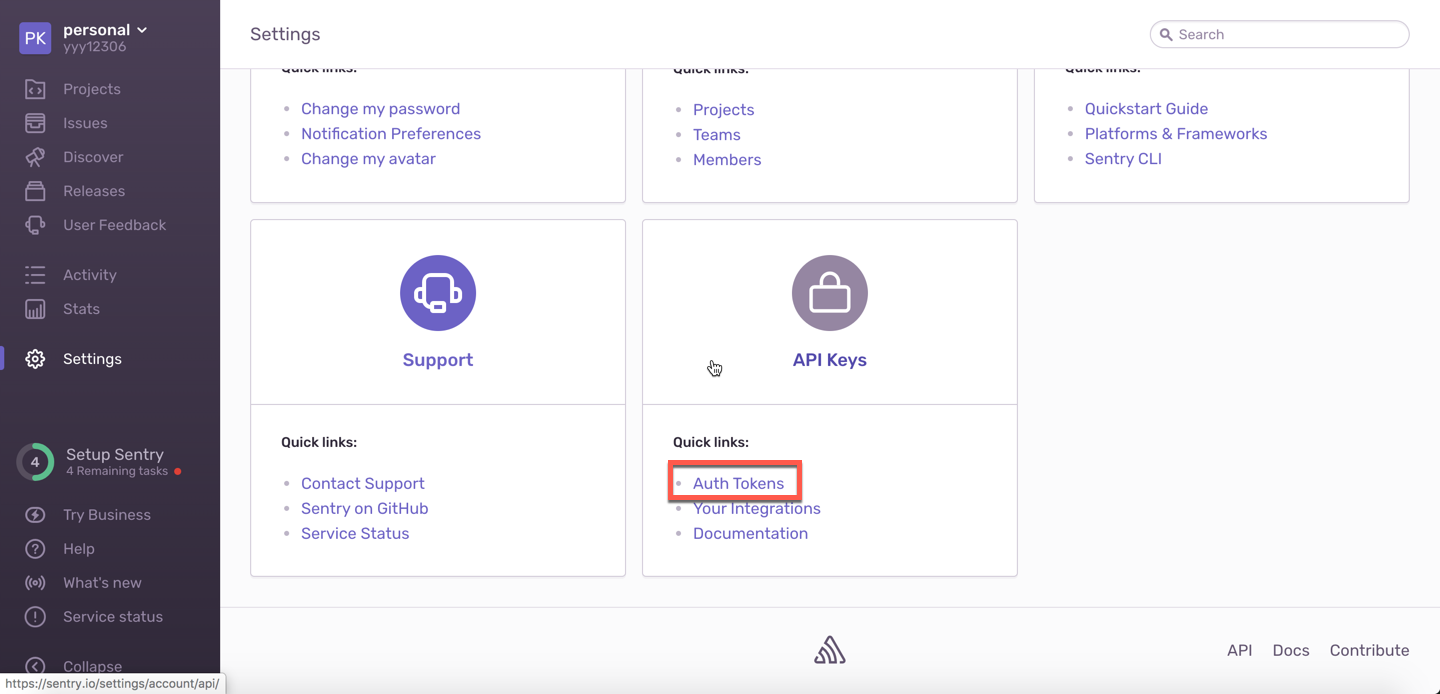 PK
personal
yyy12306
Projects
Issues
Discover
Releases
User Feedback
Activity
Stats
Settings
4
Setup Sentry
4 Remaining tasks
Try Business
Help
What's new
Service status
Collapse
https://sentry.io/settings/account/api/
Settings
Search
Quick links:
Change my password
Notification Preferences
Change my avatar
Quick links:
Projects
Teams
Members
Quick links:
Quickstart Guide
Platforms & Frameworks
Sentry CLI
Support
Quick links:
Contact Support
Sentry on GitHub
Service Status
API Keys
Quick links:
Auth Tokens
Your Integrations
Documentation
API Docs Contribute